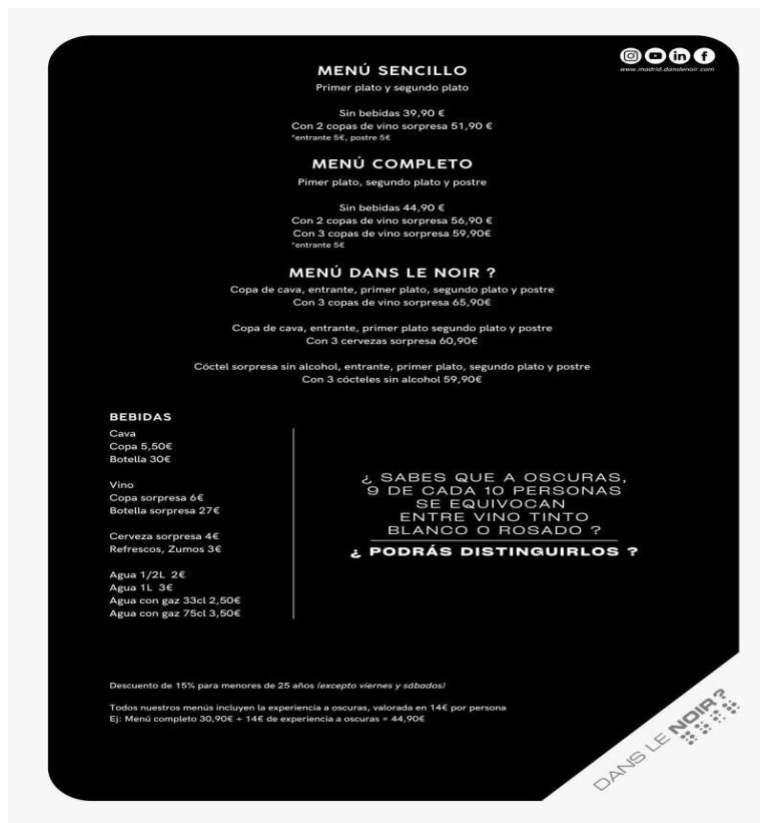 www.madrid.danslenoir.com
MENÚ SENCILLO
Primer plato y segundo plato
Sin bebidas 39,90 €
Con 2 copas de vino sorpresa 51,90 €
*entrante 5€, postre 5€
MENÚ COMPLETO
Pimer plato, segundo plato y postre
Sin bebidas 44,90 €
Con 2 copas de vino sorpresa 56,90 €
Con 3 copas de vino sorpresa 59,90€
*entrante 5€
MENÚ DANS LE NOIR ?
Copa de cava, entrante, primer plato, segundo plato y postre
Con 3 copas de vino sorpresa 65,90€
Copa de cava, entrante, primer plato segundo plato y postre
Con 3 cervezas sorpresa 60,90€
Cóctel sorpresa sin alcohol, entrante, primer plato, segundo plato y postre
Con 3 cócteles sin alcohol 59,90€
BEBIDAS
Cava
Copa 5,50€
Botella 30€
Vino
Copa sorpresa 6€
Botella sorpresa 27€
Cerveza sorpresa 4€
Refrescos, Zumos 3€
Agua 1/2L 2€
Agua 1L 3€
Agua con gaz 33cl 2,50€
Agua con gaz 75cl 3,50€
¿ SABES QUE A OSCURAS,
9 DE CADA 10 PERSONAS
SE EQUIVOCAN
ENTRE VINO TINTO
BLANCO O ROSADO ?
¿ PODRÁS DISTINGUIRLOS ?
Descuento de 15% para menores de 25 años (excepto viernes y sábados)
Todos nuestros menús incluyen la experiencia a oscuras, valorada en 14€ por persona
Ej: Menú completo 30,90€ + 14€ de experiencia a oscuras = 44,90€
DANS LE NOIR?